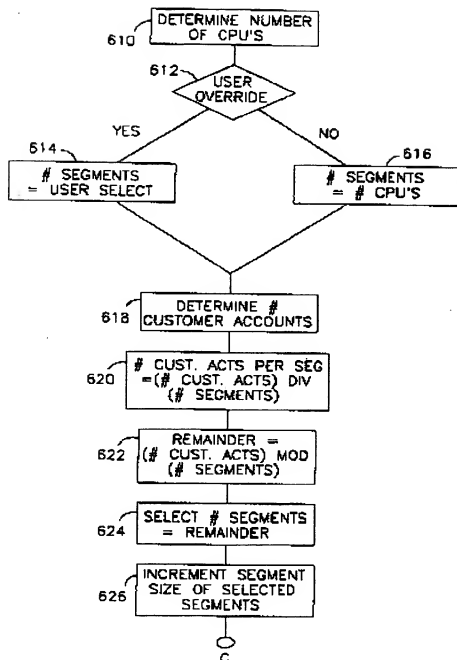 DETERMINE NUMBER
OF CPU'S
610
612
USER
OVERRIDE
YES
NO
614
616
# SEGMENTS
= USER SELECT
# SEGMENTS
= # CPU'S
618
DETERMINE #
CUSTOMER ACCOUNTS
620
# CUST. ACTS PER SEG
=(# CUST. ACTS) DIV
(# SEGMENTS)
622
REMAINDER =
(# CUST. ACTS) MOD
(# SEGMENTS)
624
SELECT # SEGMENTS
= REMAINDER
626
INCREMENT SEGMENT
SIZE OF SELECTED
SEGMENTS